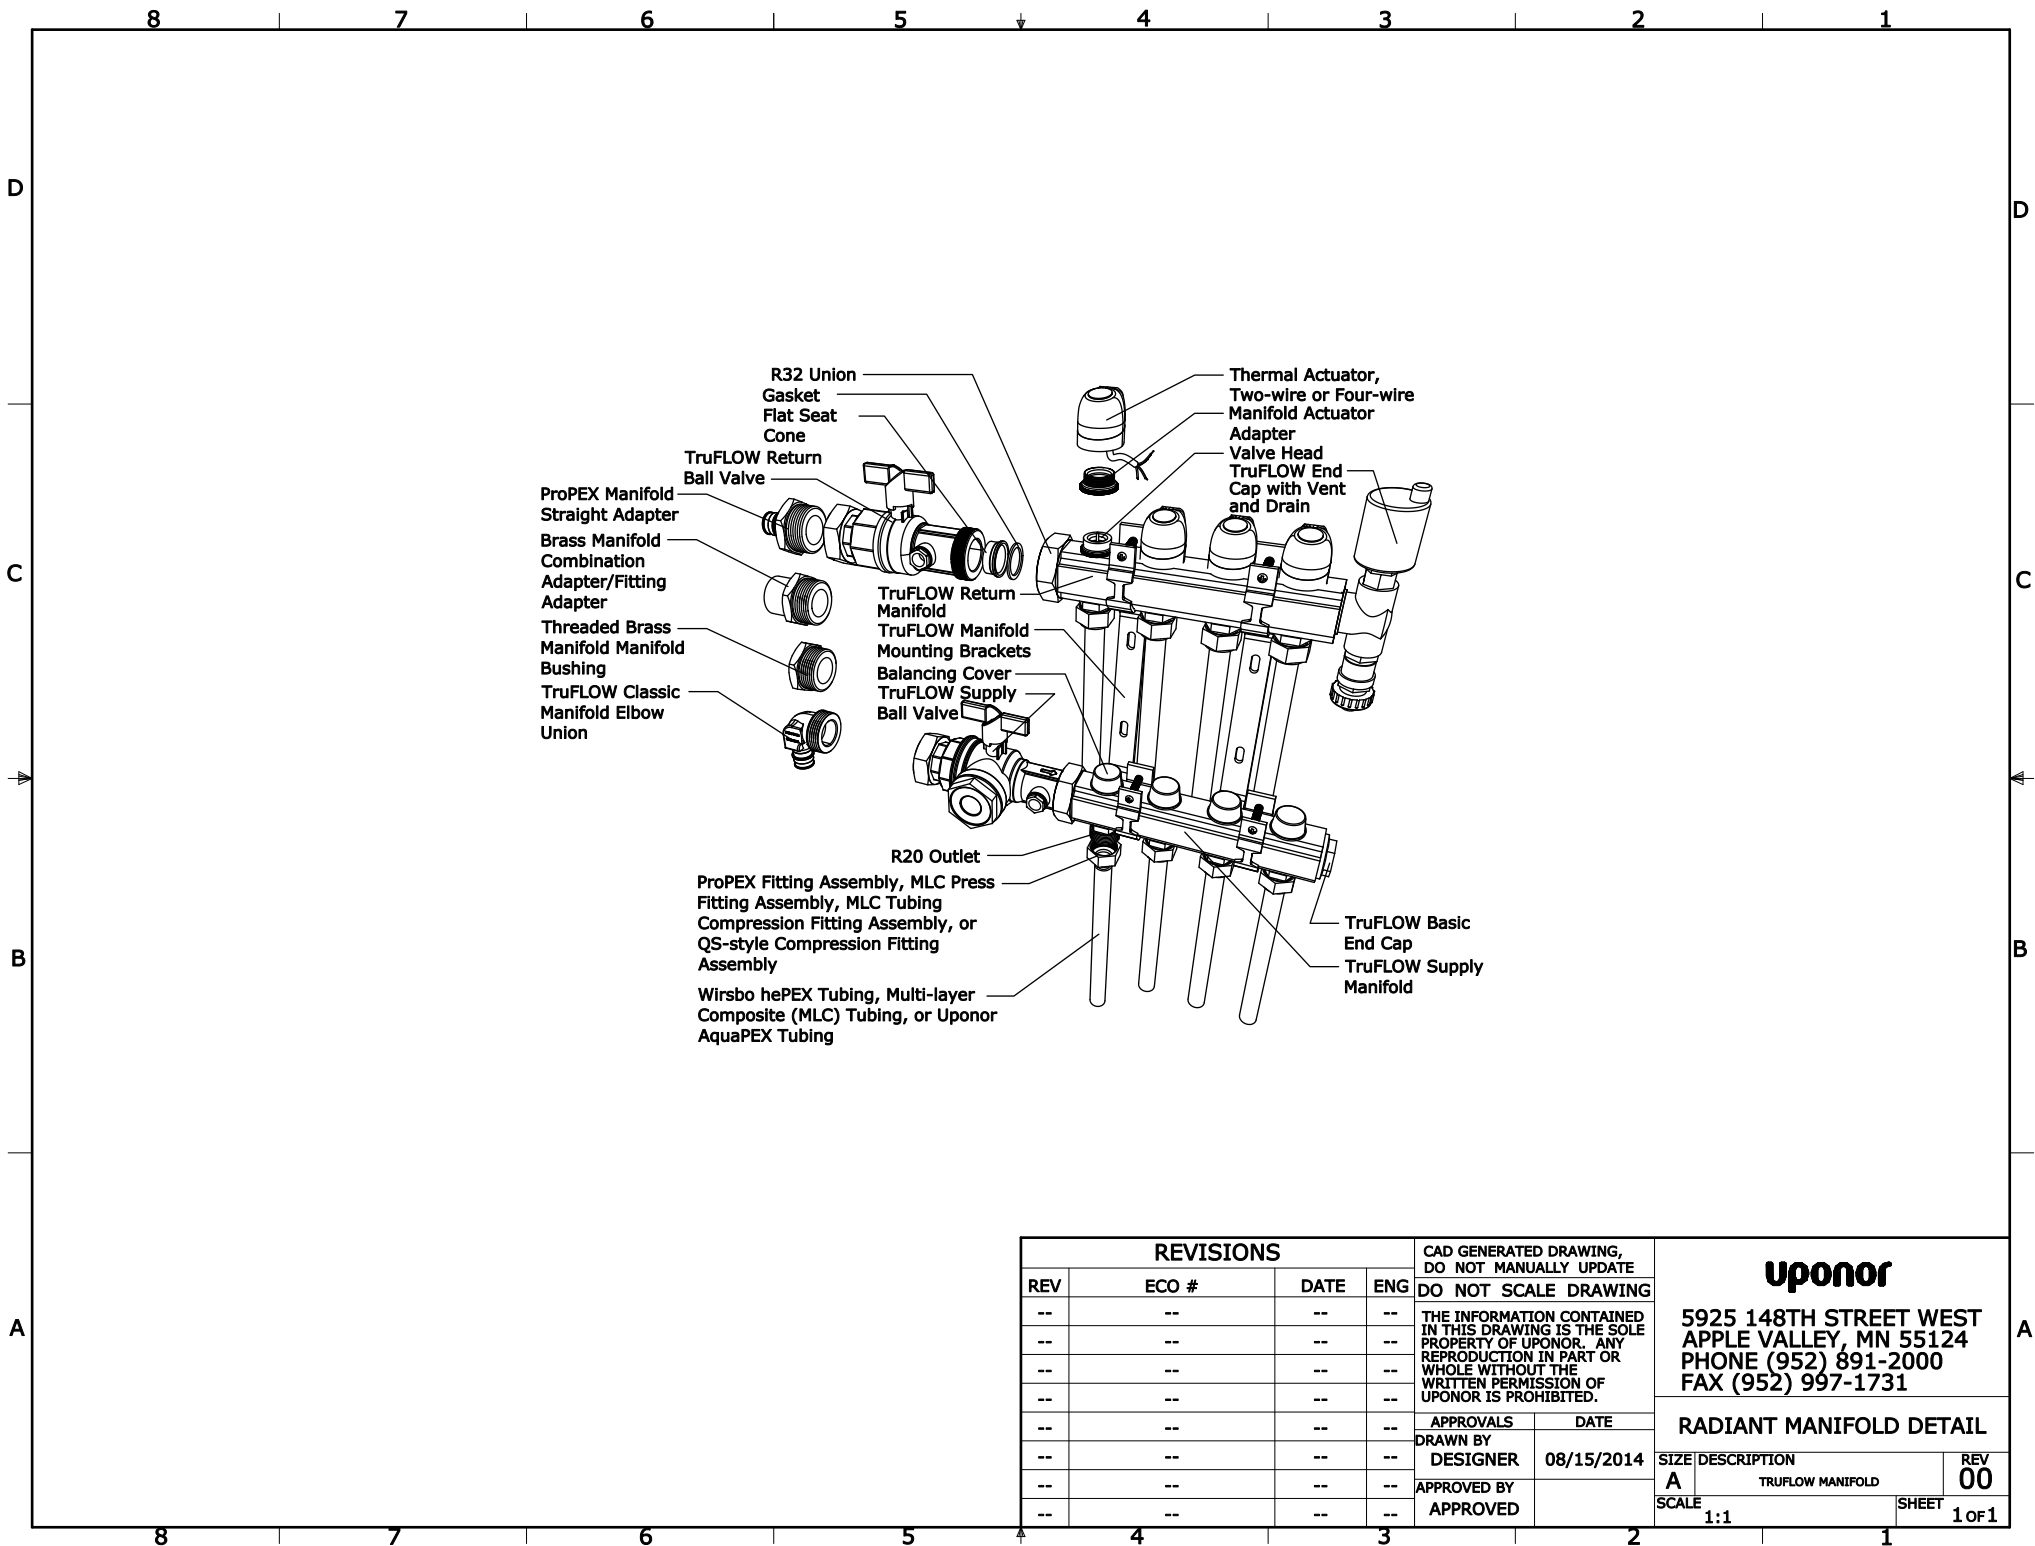 8 7 6 5 4 3 2 1
D
D
C
C
B
B
A
A
R32 Union
Gasket
Flat Seat
Cone
TruFLOW Return
Ball Valve
ProPEX Manifold
Straight Adapter
Brass Manifold
Combination
Adapter/Fitting
Adapter
Threaded Brass
Manifold Manifold
Bushing
TruFLOW Classic
Manifold Elbow
Union
Thermal Actuator,
Two-wire or Four-wire
Manifold Actuator
Adapter
Valve Head
TruFLOW End
Cap with Vent
and Drain
TruFLOW Return
Manifold
TruFLOW Manifold
Mounting Brackets
Balancing Cover
TruFLOW Supply
Ball Valve
R20 Outlet
ProPEX Fitting Assembly, MLC Press
Fitting Assembly, MLC Tubing
Compression Fitting Assembly, or
QS-style Compression Fitting
Assembly
Wirsbo hePEX Tubing, Multi-layer
Composite (MLC) Tubing, or Uponor
AquaPEX Tubing
TruFLOW Basic
End Cap
TruFLOW Supply
Manifold
REVISIONS
REV ECO # DATE ENG
-- -- -- --
-- -- -- --
-- -- -- --
-- -- -- --
-- -- -- --
-- -- -- --
-- -- -- --
-- -- -- --
CAD GENERATED DRAWING,
DO NOT MANUALLY UPDATE
DO NOT SCALE DRAWING
THE INFORMATION CONTAINED
IN THIS DRAWING IS THE SOLE
PROPERTY OF UPONOR. ANY
REPRODUCTION IN PART OR
WHOLE WITHOUT THE
WRITTEN PERMISSION OF
UPONOR IS PROHIBITED.
APPROVALS DATE
DRAWN BY
DESIGNER 08/15/2014
APPROVED BY
APPROVED
uponor
5925 148TH STREET WEST
APPLE VALLEY, MN 55124
PHONE (952) 891-2000
FAX (952) 997-1731
RADIANT MANIFOLD DETAIL
SIZE DESCRIPTION REV
A TRUFLOW MANIFOLD 00
SCALE 1:1 SHEET 1 OF 1
8 7 6 5 4 3 2 1